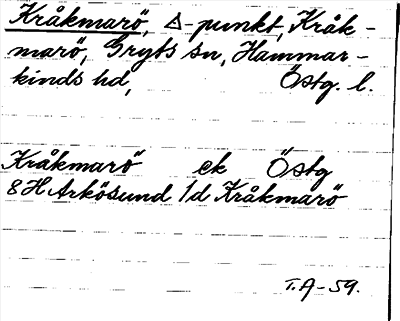 Kråkmarö, △-punkt, Kråk-
marö, Gryts sn, Hammar-
kinds hd, Östg. l.
Kråkmarö ek Östg
8H Arkösund 1d Kråkmarö
T.A-59.